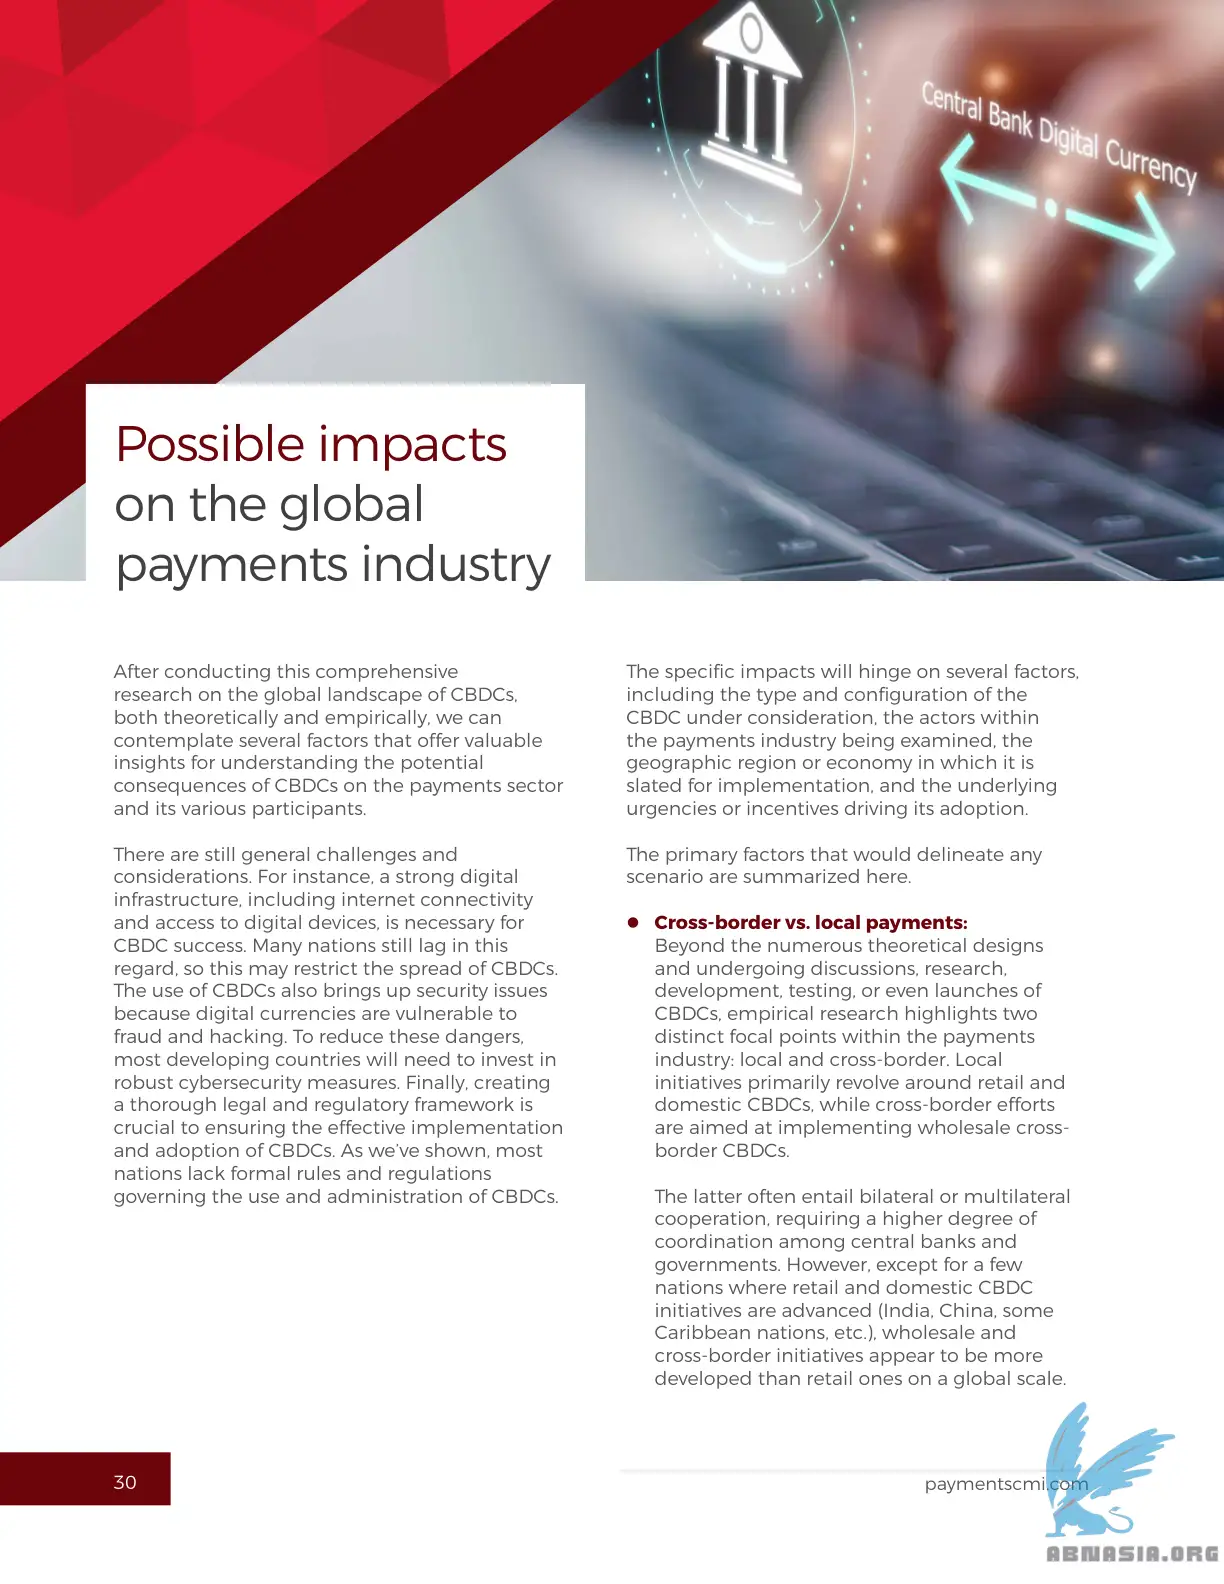 Central Bank Digital Currency
Possible impacts
on the global
payments industry
After conducting this comprehensive
research on the global landscape of CBDCs,
both theoretically and empirically, we can
contemplate several factors that offer valuable
insights for understanding the potential
consequences of CBDCs on the payments sector
and its various participants.
There are still general challenges and
considerations. For instance, a strong digital
infrastructure, including internet connectivity
and access to digital devices, is necessary for
CBDC success. Many nations still lag in this
regard, so this may restrict the spread of CBDCs.
The use of CBDCs also brings up security issues
because digital currencies are vulnerable to
fraud and hacking. To reduce these dangers,
most developing countries will need to invest in
robust cybersecurity measures. Finally, creating
a thorough legal and regulatory framework is
crucial to ensuring the effective implementation
and adoption of CBDCs. As we've shown, most
nations lack formal rules and regulations
governing the use and administration of CBDCs.
The specific impacts will hinge on several factors,
including the type and configuration of the
CBDC under consideration, the actors within
the payments industry being examined, the
geographic region or economy in which it is
slated for implementation, and the underlying
urgencies or incentives driving its adoption.
The primary factors that would delineate any
scenario are summarized here.
● Cross-border vs. local payments:
Beyond the numerous theoretical designs
and undergoing discussions, research,
development, testing, or even launches of
CBDCs, empirical research highlights two
distinct focal points within the payments
industry: local and cross-border. Local
initiatives primarily revolve around retail and
domestic CBDCs, while cross-border efforts
are aimed at implementing wholesale cross-
border CBDCs.
The latter often entail bilateral or multilateral
cooperation, requiring a higher degree of
coordination among central banks and
governments. However, except for a few
nations where retail and domestic CBDC
initiatives are advanced (India, China, some
Caribbean nations, etc.), wholesale and
cross-border initiatives appear to be more
developed than retail ones on a global scale.
30
paymentscmi.com
ABNASIA.ORG